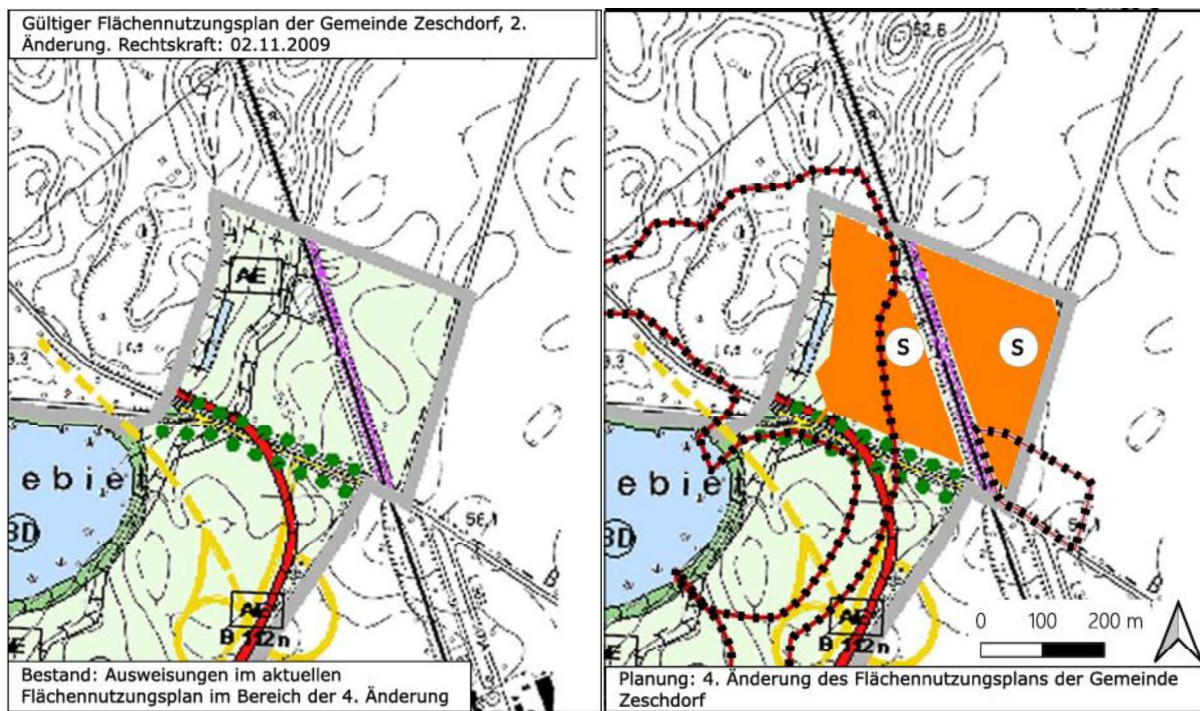 Gültiger Flächennutzungsplan der Gemeinde Zeschdorf, 2.
Änderung. Rechtskraft: 02.11.2009
AE
ebiet
3D
AE
B 112n
Bestand: Ausweisungen im aktuellen
Flächennutzungsplan im Bereich der 4. Änderung
52,6
S
S
ebiet
3D
AE
B 112n
0 100 200 m
Planung: 4. Änderung des Flächennutzungsplans der Gemeinde
Zeschdorf